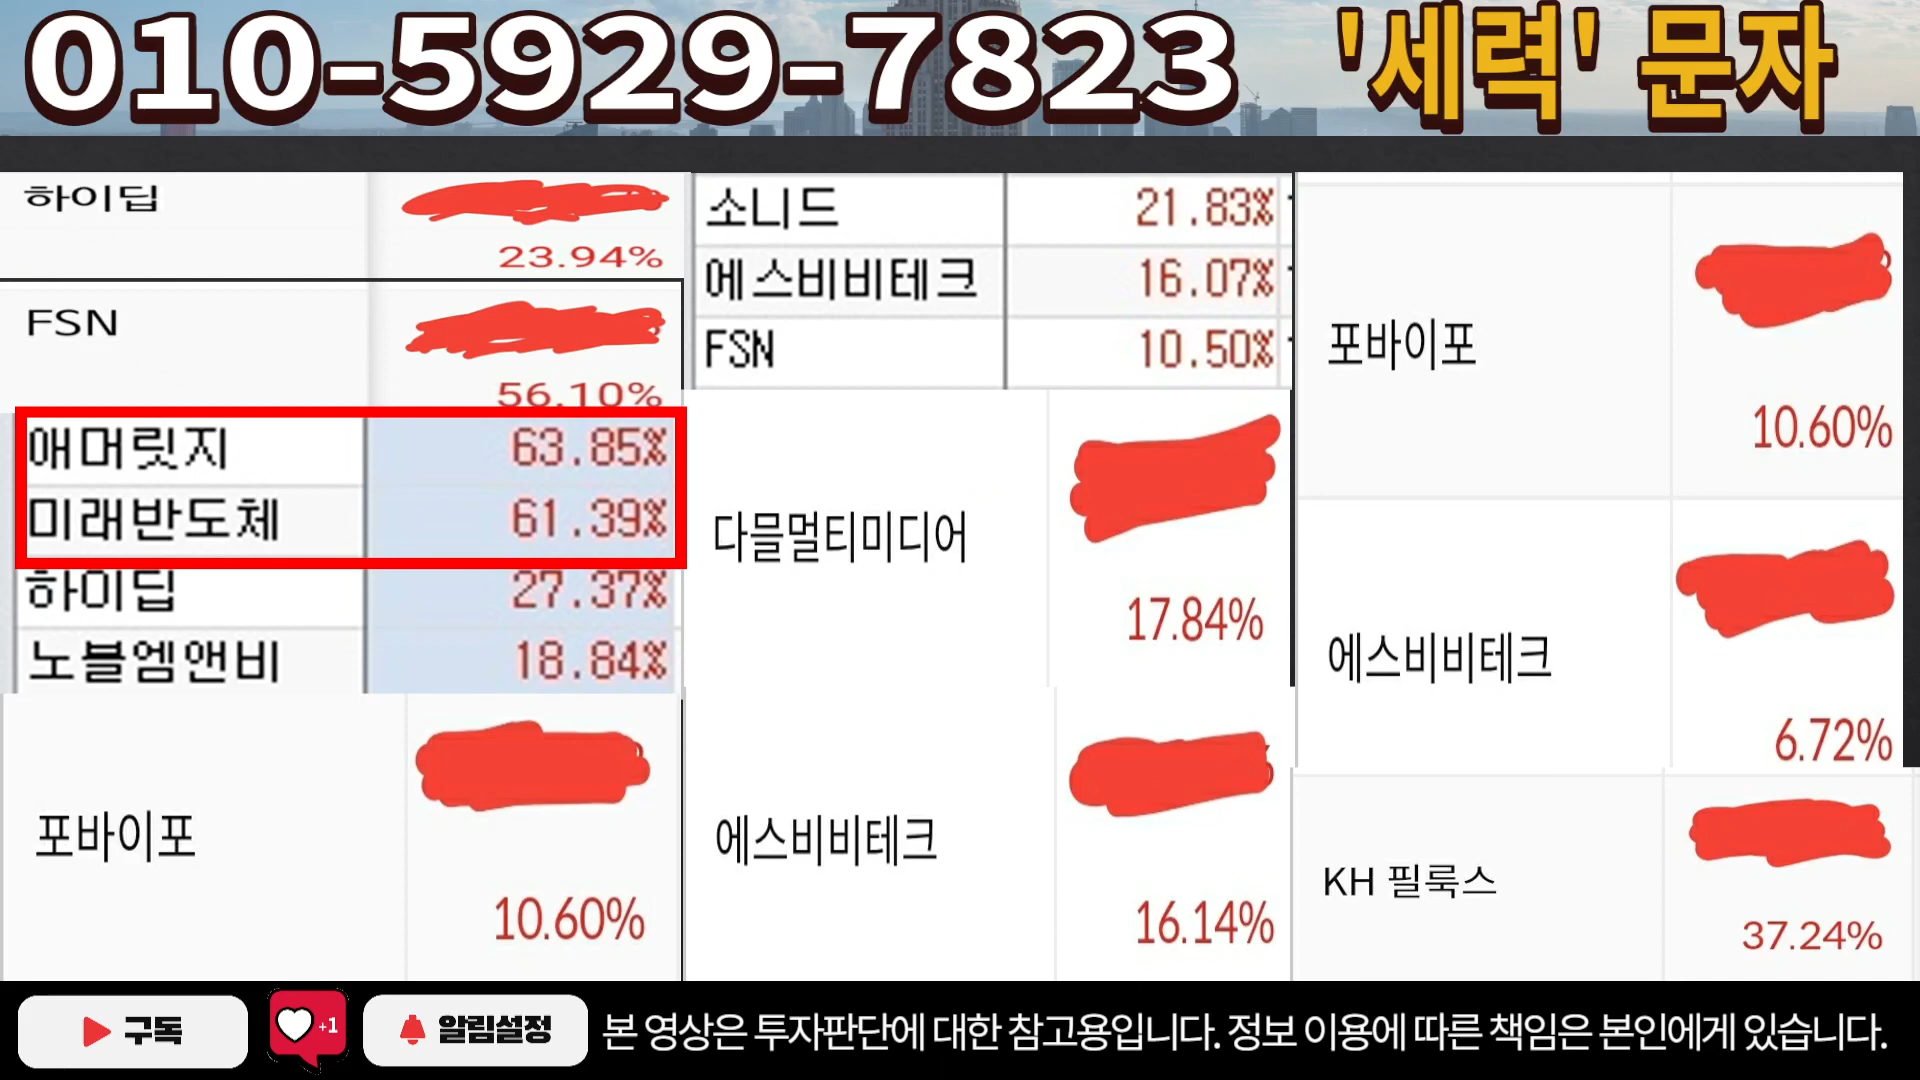 010-5929-7823 '세력' 문자
하이딥
23.94%
FSN
56.10%
애머릿지 63.85%
미래반도체 61.39%
하이딥 27.37%
노블엠앤비 18.84%
포바이포
10.60%
소니드 21.83%
에스비비테크 16.07%
FSN 10.50%
다믈멀티미디어
17.84%
에스비비테크
16.14%
포바이포
10.60%
에스비비테크
6.72%
KH 필룩스
37.24%
구독 +1 알림설정 본 영상은 투자판단에 대한 참고용입니다. 정보 이용에 따른 책임은 본인에게 있습니다.